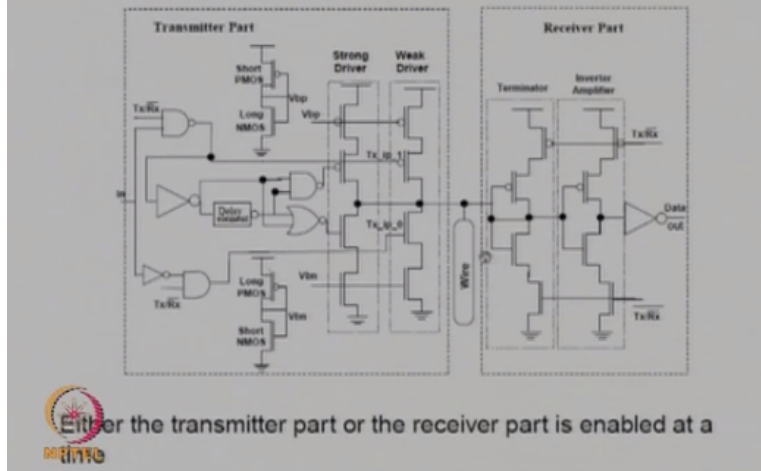 Transmitter Part
Receiver Part
Strong Driver
Weak Driver
Short PMOS
Long NMOS
Vbp
Vbp
Tx/Rx
Tx_ip_1
In
Delay
Tx_ip_0
Tx/Rx
Long PMOS
Short NMOS
Vbn
Vbn
Wire
Terminator
Inverter Amplifier
Tx/Rx
Data out
Tx/Rx
Either the transmitter part or the receiver part is enabled at a
time